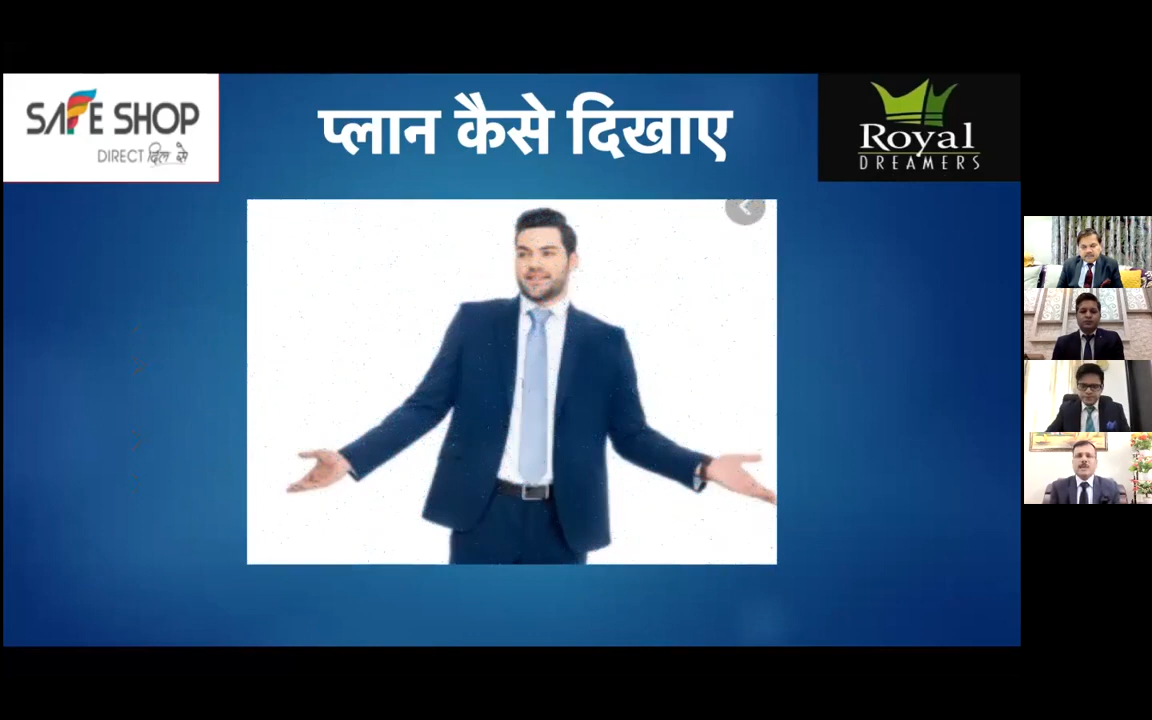 SAFE SHOP
DIRECT दिल से
प्लान कैसे दिखाए
Royal
DREAMERS